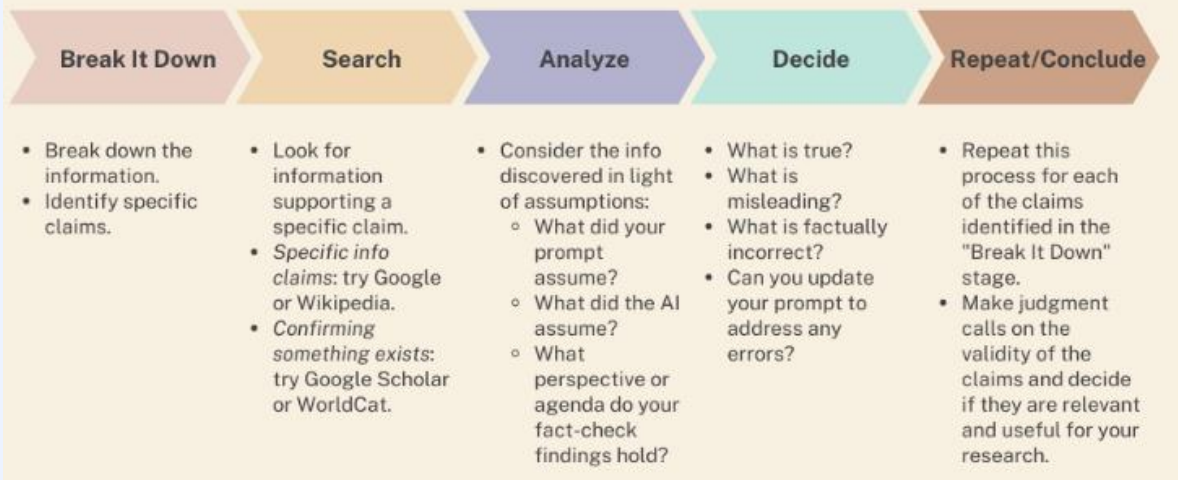 Break It Down
Search
Analyze
Decide
Repeat/Conclude
• Break down the
information.
• Identify specific
claims.
• Look for
information
supporting a
specific claim.
• Specific info
claims: try Google
or Wikipedia.
• Confirming
something exists:
try Google Scholar
or WorldCat.
• Consider the info
discovered in light
of assumptions:
◦ What did your
prompt
assume?
◦ What did the AI
assume?
◦ What
perspective or
agenda do your
fact-check
findings hold?
• What is true?
• What is
misleading?
• What is factually
incorrect?
• Can you update
your prompt to
address any
errors?
• Repeat this
process for each
of the claims
identified in the
"Break It Down"
stage.
• Make judgment
calls on the
validity of the
claims and decide
if they are relevant
and useful for your
research.